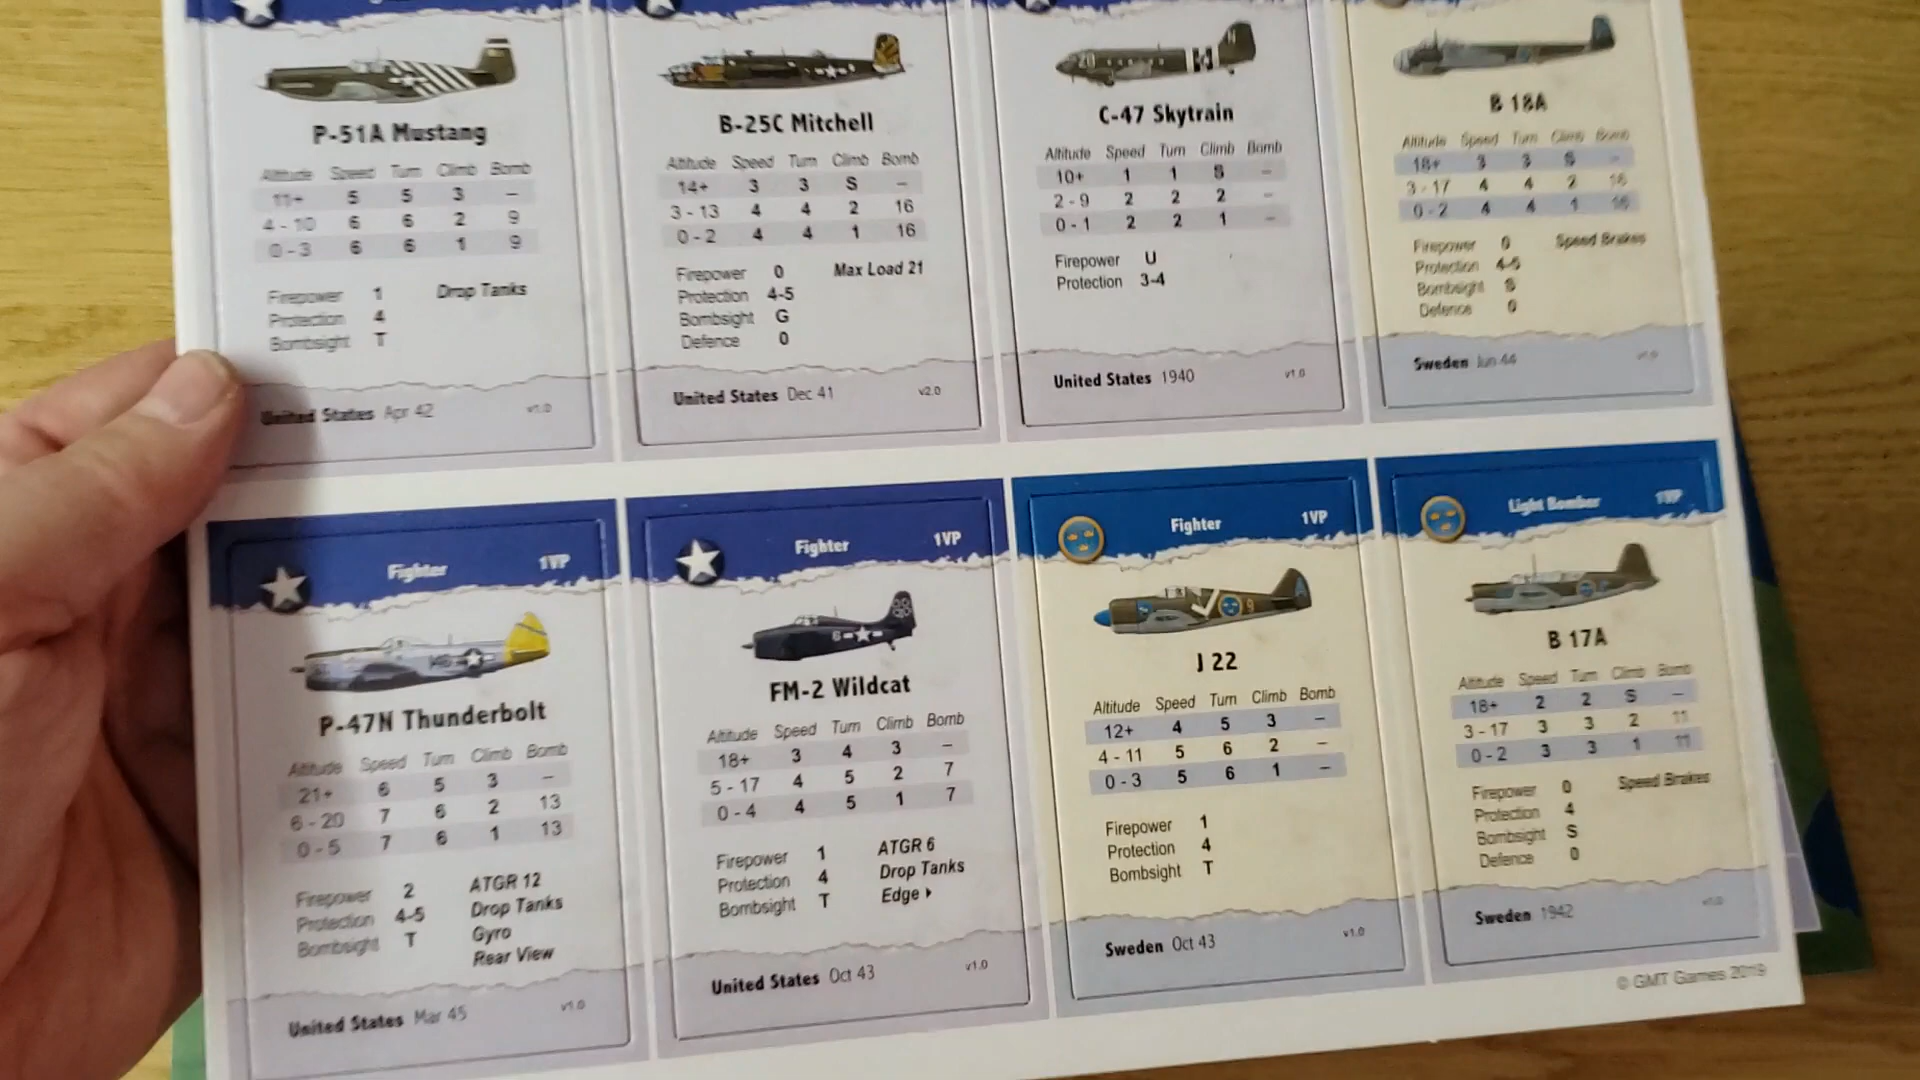 P-51A Mustang
Altitude Speed Turn Climb Bomb
11+ 5 5 3 –
4 - 10 6 6 2 9
0 - 3 6 6 1 9
Firepower 1 Drop Tanks
Protection 4
Bombsight T
United States Apr 42 v1.0
B-25C Mitchell
Altitude Speed Turn Climb Bomb
14+ 3 3 S –
3 - 13 4 4 2 16
0 - 2 4 4 1 16
Firepower 0 Max Load 21
Protection 4-5
Bombsight G
Defence 0
United States Dec 41 v2.0
C-47 Skytrain
Altitude Speed Turn Climb Bomb
10+ 1 1 S –
2 - 9 2 2 2 –
0 - 1 2 2 1 –
Firepower U
Protection 3-4
United States 1940 v1.0
B 18A
Altitude Speed Turn Climb Bomb
18+ 3 3 S –
3 - 17 4 4 2 16
0 - 2 4 4 1 16
Firepower 0 Speed Brakes
Protection 4-5
Bombsight S
Defence 0
Sweden Jun 44 v1.0
Fighter 1VP
P-47N Thunderbolt
Altitude Speed Turn Climb Bomb
21+ 6 5 3 –
6 - 20 7 6 2 13
0 - 5 7 6 1 13
Firepower 2 ATGR 12
Protection 4-5 Drop Tanks
Bombsight T Gyro
Rear View
United States Mar 45 v1.0
Fighter 1VP
6
FM-2 Wildcat
Altitude Speed Turn Climb Bomb
18+ 3 4 3 –
5 - 17 4 5 2 7
0 - 4 4 5 1 7
Firepower 1 ATGR 6
Protection 4 Drop Tanks
Bombsight T Edge
United States Oct 43 v1.0
Fighter 1VP
9
J 22
Altitude Speed Turn Climb Bomb
12+ 4 5 3 –
4 - 11 5 6 2 –
0 - 3 5 6 1 –
Firepower 1
Protection 4
Bombsight T
Sweden Oct 43 v1.0
Light Bomber 1VP
B 17A
Altitude Speed Turn Climb Bomb
18+ 2 2 S –
3 - 17 3 3 2 11
0 - 2 3 3 1 11
Firepower 0 Speed Brakes
Protection 4
Bombsight S
Defence 0
Sweden 1942 v1.0
© GMT Games 2019